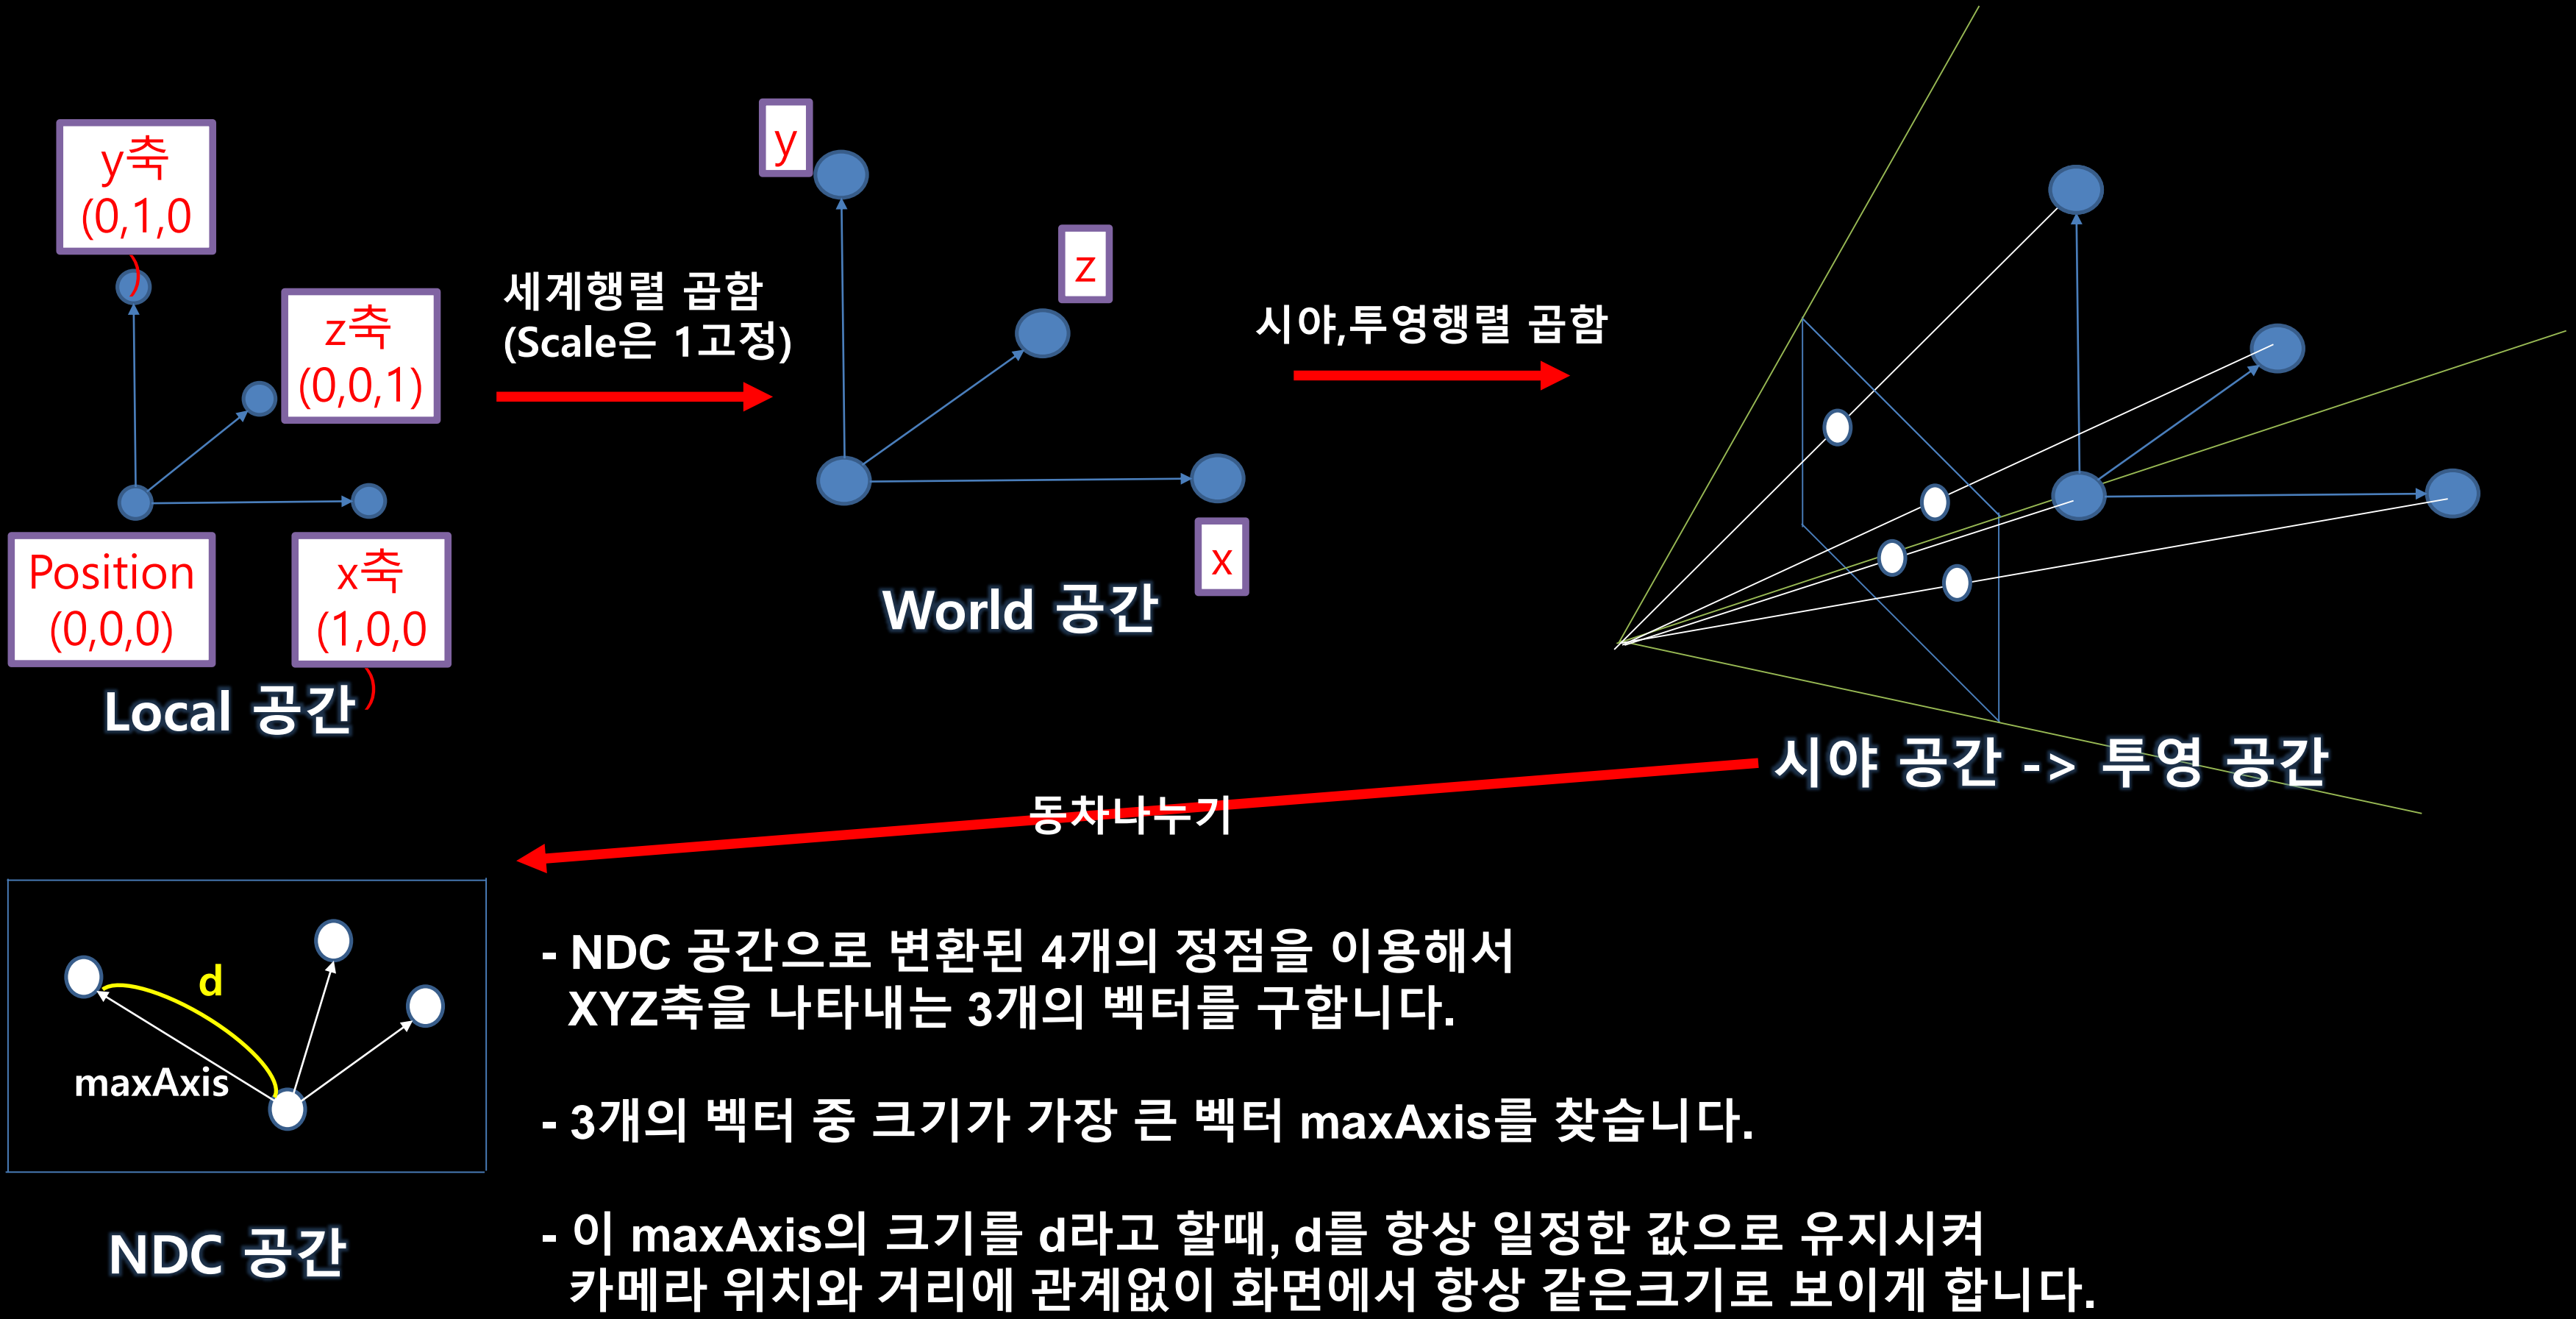 y축
(0,1,0
)
z축
(0,0,1)
Position
(0,0,0)
x축
(1,0,0
)
Local 공간
세계행렬 곱함
(Scale은 1고정)
y
z
x
World 공간
시야,투영행렬 곱함
시야 공간 -> 투영 공간
동차나누기
d
maxAxis
NDC 공간
- NDC 공간으로 변환된 4개의 정점을 이용해서
XYZ축을 나타내는 3개의 벡터를 구합니다.
- 3개의 벡터 중 크기가 가장 큰 벡터 maxAxis를 찾습니다.
- 이 maxAxis의 크기를 d라고 할때, d를 항상 일정한 값으로 유지시켜
카메라 위치와 거리에 관계없이 화면에서 항상 같은크기로 보이게 합니다.